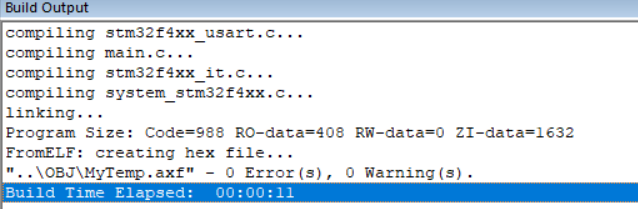 Build Output
compiling stm32f4xx_usart.c...
compiling main.c...
compiling stm32f4xx_it.c...
compiling system_stm32f4xx.c...
linking...
Program Size: Code=988 RO-data=408 RW-data=0 ZI-data=1632
FromELF: creating hex file...
"..\OBJ\MyTemp.axf" - 0 Error(s), 0 Warning(s).
Build Time Elapsed:  00:00:11